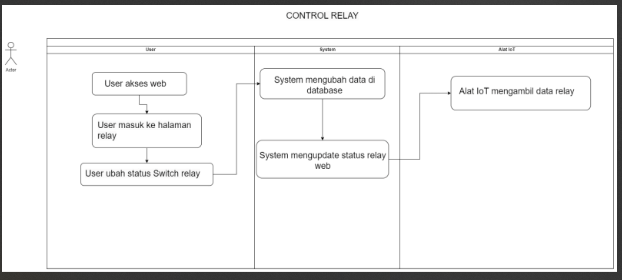 CONTROL RELAY
User
System
Alat IoT
Actor
User akses web
User masuk ke halaman
relay
User ubah status Switch relay
System mengubah data di
database
System mengupdate status relay
web
Alat IoT mengambil data relay